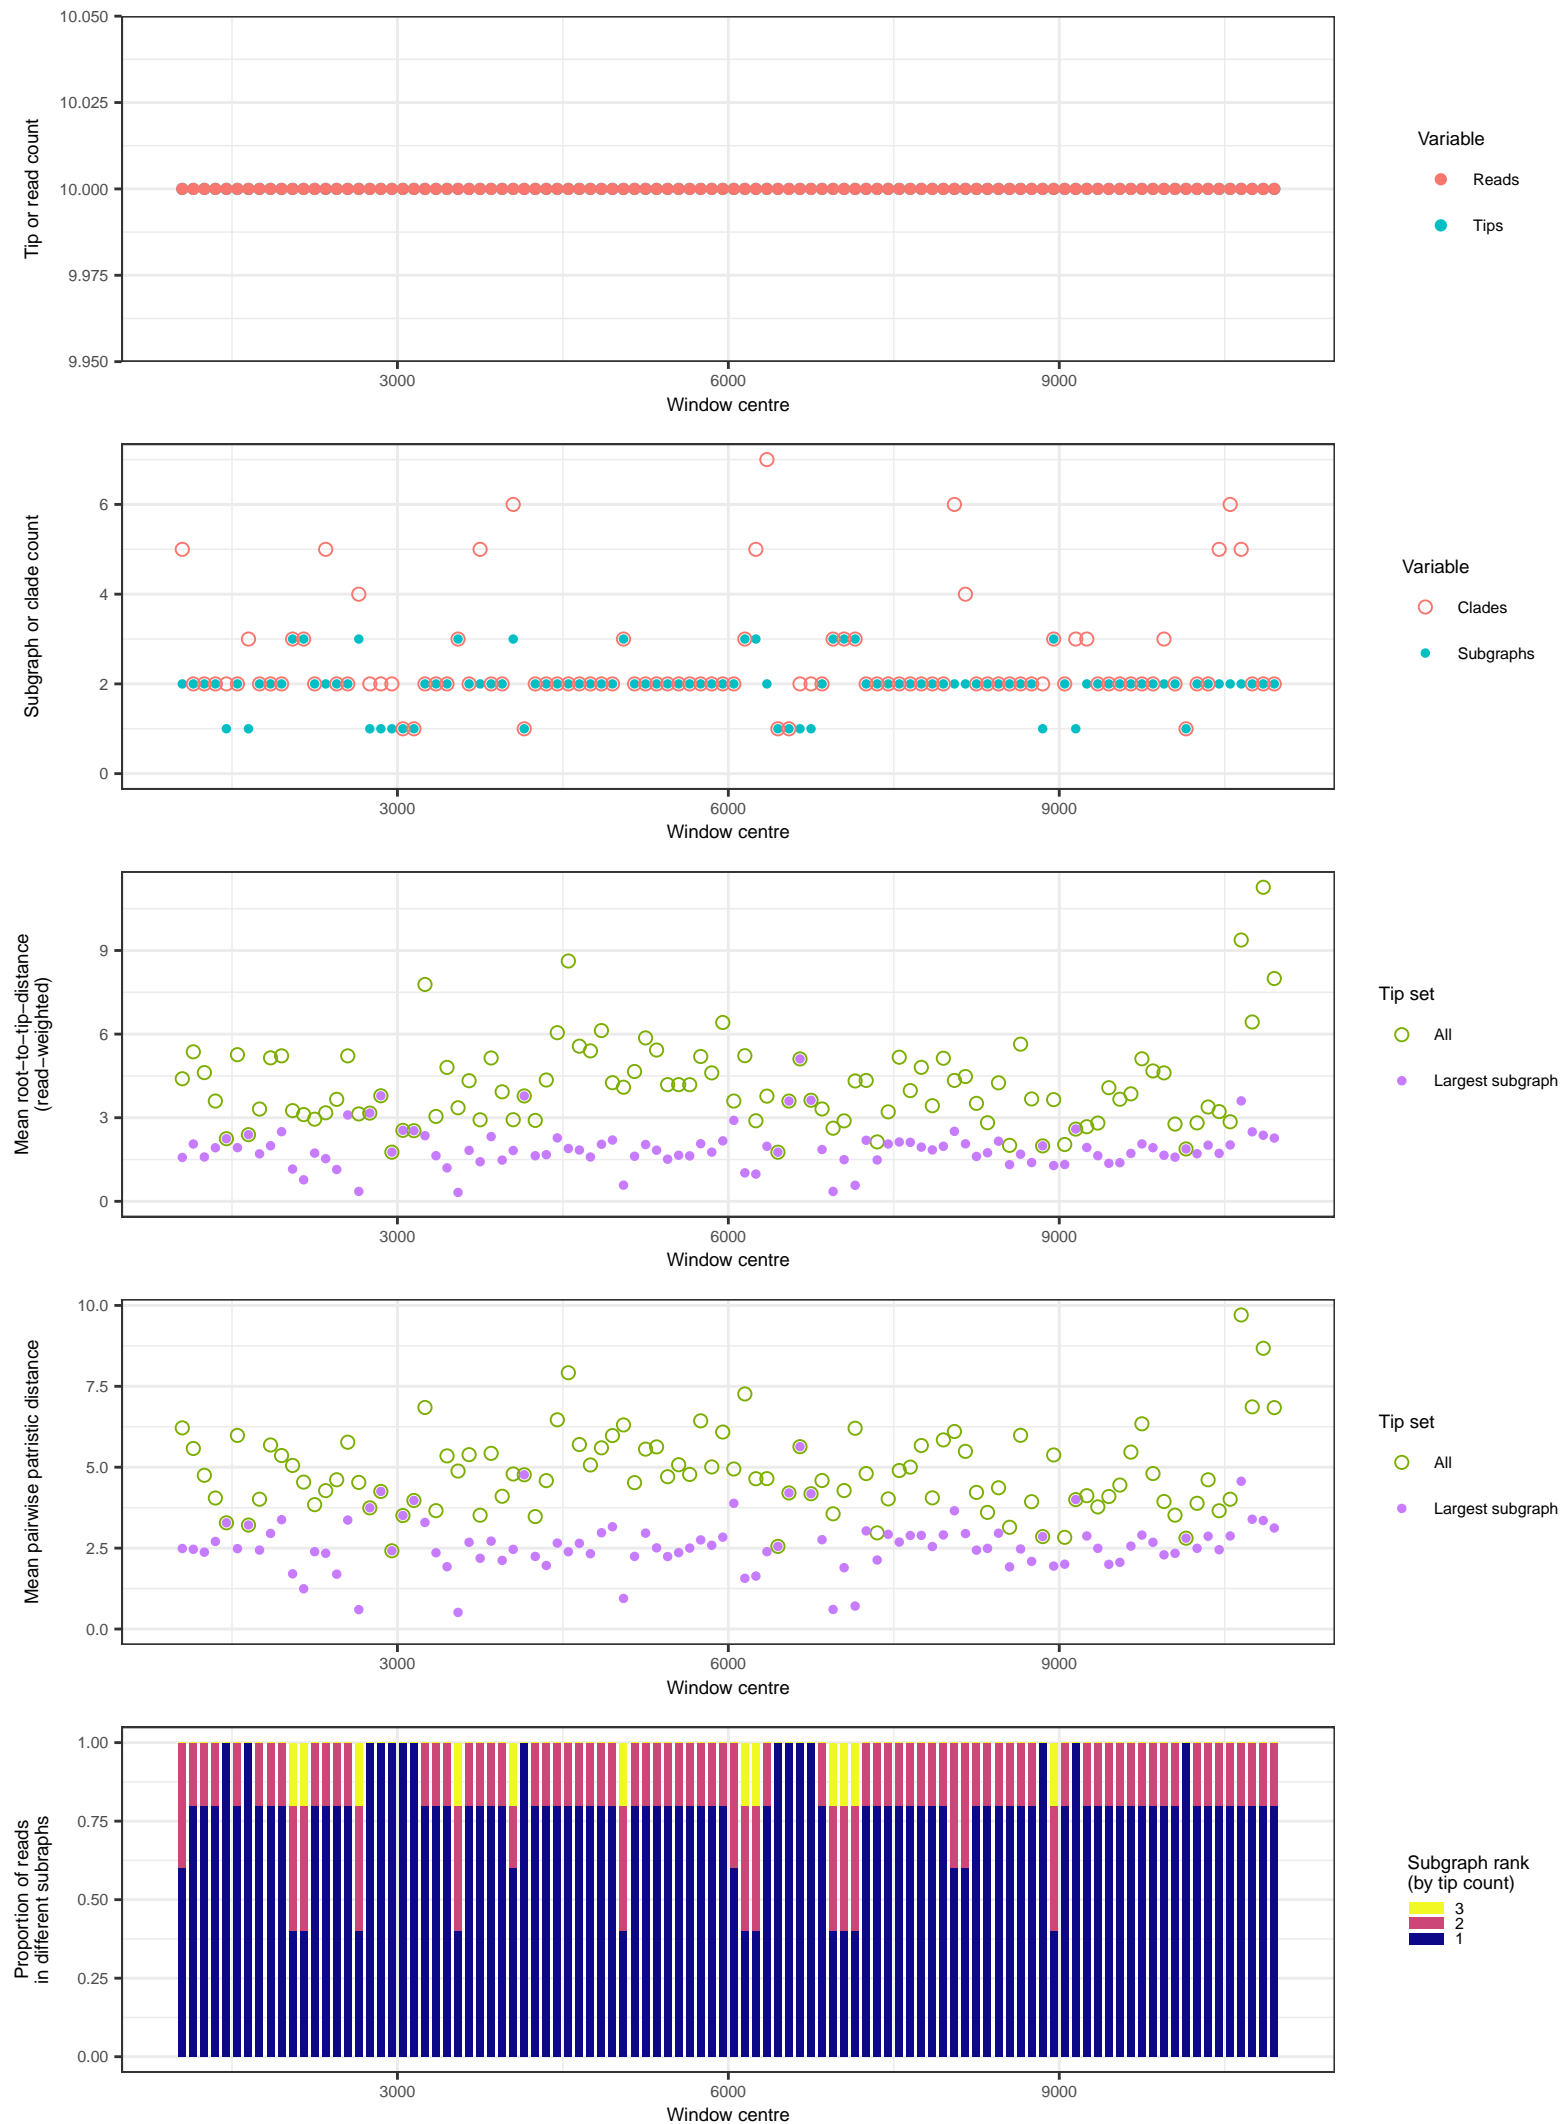 10.050
10.025
10.000
9.975
9.950
Tip or read count
3000
6000
9000
Window centre
Variable
Reads
Tips
6
4
2
0
Subgraph or clade count
3000
6000
9000
Window centre
Variable
Clades
Subgraphs
9
6
3
0
Mean root−to−tip−distance
(read−weighted)
3000
6000
9000
Window centre
Tip set
All
Largest subgraph
10.0
7.5
5.0
2.5
0.0
Mean pairwise patristic distance
3000
6000
9000
Window centre
Tip set
All
Largest subgraph
1.00
0.75
0.50
0.25
0.00
Proportion of reads
in different subraphs
3000
6000
9000
Window centre
Subgraph rank
(by tip count)
3
2
1